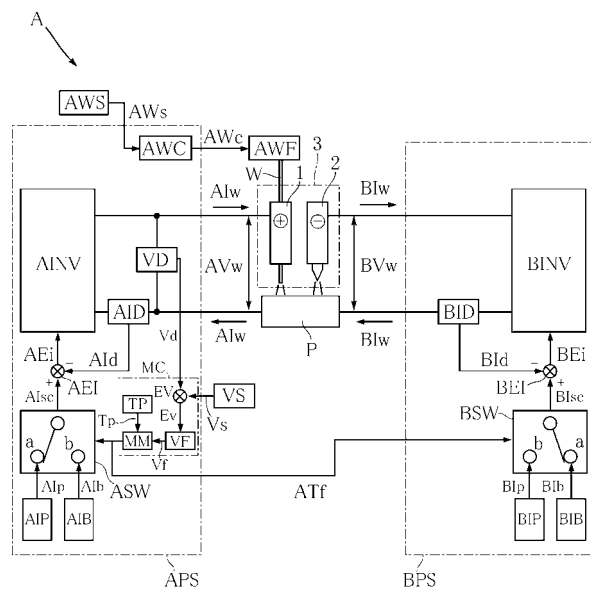 A
AWS
AWs
AWC
AWc
AWF
W
3
1
2
AIw
BIw
+
−
AINV
VD
AVw
BVw
BINV
AID
BID
AIw
P
BIw
AEi
−
AId
Vd
BId
−
BEi
AEI
BEI
+
AIsc
MC
EV
VS
+
BIsc
TP
Tp
Ev
Vs
BSW
a
b
MM
VF
Vf
b
a
AIp
AIb
ASW
ATf
BIp
BIb
AIP
AIB
BIP
BIB
APS
BPS